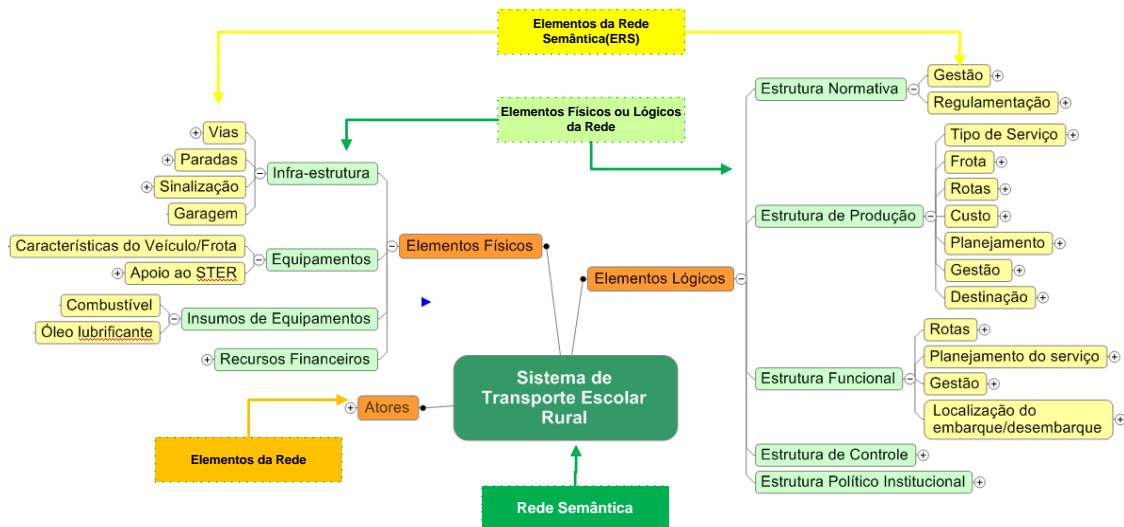 Elementos da Rede
Semântica(ERS)
Elementos Físicos ou Lógicos
da Rede
Vias
Paradas
Sinalização
Garagem
Infra-estrutura
Características do Veículo/Frota
Apoio ao STER
Equipamentos
Combustível
Óleo lubrificante
Insumos de Equipamentos
Recursos Financeiros
Elementos Físicos
Atores
Elementos da Rede
Sistema de
Transporte Escolar
Rural
Rede Semântica
Elementos Lógicos
Estrutura Normativa
Gestão
Regulamentação
Estrutura de Produção
Tipo de Serviço
Frota
Rotas
Custo
Planejamento
Gestão
Destinação
Estrutura Funcional
Rotas
Planejamento do serviço
Gestão
Localização do
embarque/desembarque
Estrutura de Controle
Estrutura Político Institucional